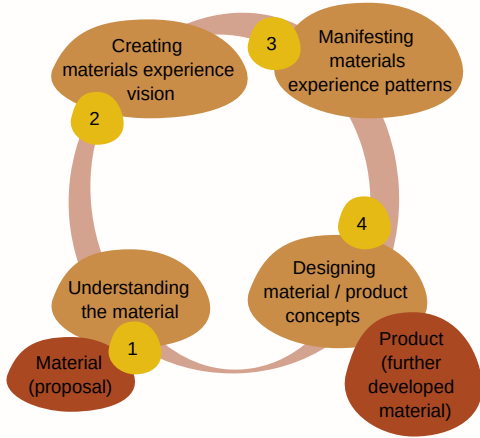 Creating
materials experience
vision
2
3
Manifesting
materials
experience patterns
4
Designing
material / product
concepts
Product
(further
developed
material)
Understanding
the material
1
Material
(proposal)